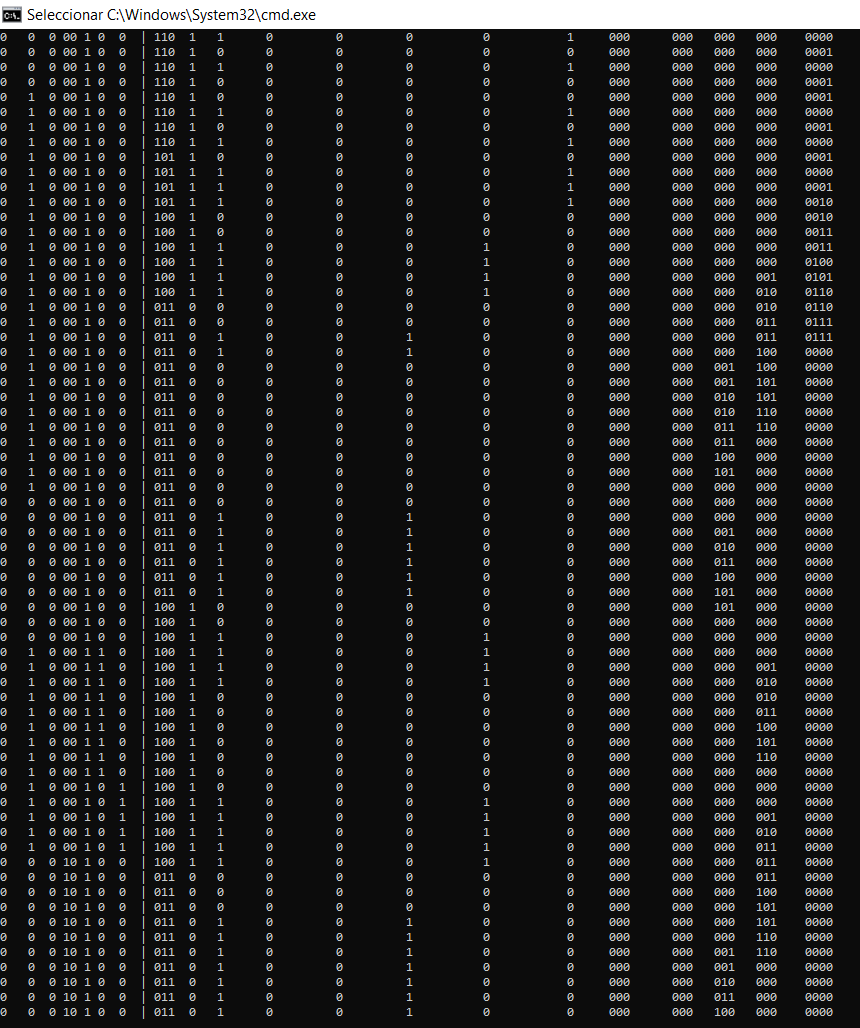 Seleccionar C:\Windows\System32\cmd.exe
0 0 0 00 1 0 0 | 110 1 1 0 0 0 0 1 000 000 000 000 0000
0 0 0 00 1 0 0 | 110 1 0 0 0 0 0 0 000 000 000 000 0001
0 0 0 00 1 0 0 | 110 1 1 0 0 0 0 1 000 000 000 000 0000
0 0 0 00 1 0 0 | 110 1 0 0 0 0 0 0 000 000 000 000 0001
0 1 0 00 1 0 0 | 110 1 0 0 0 0 0 0 000 000 000 000 0001
0 1 0 00 1 0 0 | 110 1 1 0 0 0 0 1 000 000 000 000 0000
0 1 0 00 1 0 0 | 110 1 0 0 0 0 0 0 000 000 000 000 0001
0 1 0 00 1 0 0 | 110 1 1 0 0 0 0 1 000 000 000 000 0000
0 1 0 00 1 0 0 | 101 1 0 0 0 0 0 0 000 000 000 000 0001
0 1 0 00 1 0 0 | 101 1 1 0 0 0 0 1 000 000 000 000 0000
0 1 0 00 1 0 0 | 101 1 1 0 0 0 0 1 000 000 000 000 0001
0 1 0 00 1 0 0 | 101 1 1 0 0 0 0 1 000 000 000 000 0010
0 1 0 00 1 0 0 | 100 1 0 0 0 0 0 0 000 000 000 000 0010
0 1 0 00 1 0 0 | 100 1 0 0 0 0 0 0 000 000 000 000 0011
0 1 0 00 1 0 0 | 100 1 1 0 0 0 1 0 000 000 000 000 0011
0 1 0 00 1 0 0 | 100 1 1 0 0 0 1 0 000 000 000 000 0100
0 1 0 00 1 0 0 | 100 1 1 0 0 0 1 0 000 000 000 001 0101
0 1 0 00 1 0 0 | 100 1 1 0 0 0 1 0 000 000 000 010 0110
0 1 0 00 1 0 0 | 011 0 0 0 0 0 0 0 000 000 000 010 0110
0 1 0 00 1 0 0 | 011 0 0 0 0 0 0 0 000 000 000 011 0111
0 1 0 00 1 0 0 | 011 0 1 0 0 1 0 0 000 000 000 011 0111
0 1 0 00 1 0 0 | 011 0 1 0 0 1 0 0 000 000 000 100 0000
0 1 0 00 1 0 0 | 011 0 0 0 0 0 0 0 000 000 001 100 0000
0 1 0 00 1 0 0 | 011 0 0 0 0 0 0 0 000 000 001 101 0000
0 1 0 00 1 0 0 | 011 0 0 0 0 0 0 0 000 000 010 101 0000
0 1 0 00 1 0 0 | 011 0 0 0 0 0 0 0 000 000 010 110 0000
0 1 0 00 1 0 0 | 011 0 0 0 0 0 0 0 000 000 011 110 0000
0 1 0 00 1 0 0 | 011 0 0 0 0 0 0 0 000 000 011 000 0000
0 1 0 00 1 0 0 | 011 0 0 0 0 0 0 0 000 000 100 000 0000
0 1 0 00 1 0 0 | 011 0 0 0 0 0 0 0 000 000 101 000 0000
0 1 0 00 1 0 0 | 011 0 0 0 0 0 0 0 000 000 000 000 0000
0 0 0 00 1 0 0 | 011 0 0 0 0 0 0 0 000 000 000 000 0000
0 0 0 00 1 0 0 | 011 0 1 0 0 1 0 0 000 000 000 000 0000
0 0 0 00 1 0 0 | 011 0 1 0 0 1 0 0 000 000 001 000 0000
0 0 0 00 1 0 0 | 011 0 1 0 0 1 0 0 000 000 010 000 0000
0 0 0 00 1 0 0 | 011 0 1 0 0 1 0 0 000 000 011 000 0000
0 0 0 00 1 0 0 | 011 0 1 0 0 1 0 0 000 000 100 000 0000
0 0 0 00 1 0 0 | 011 0 1 0 0 1 0 0 000 000 101 000 0000
0 0 0 00 1 0 0 | 100 1 0 0 0 0 0 0 000 000 101 000 0000
0 0 0 00 1 0 0 | 100 1 0 0 0 0 0 0 000 000 000 000 0000
0 0 0 00 1 0 0 | 100 1 1 0 0 0 1 0 000 000 000 000 0000
0 1 0 00 1 1 0 | 100 1 1 0 0 0 1 0 000 000 000 000 0000
0 1 0 00 1 1 0 | 100 1 1 0 0 0 1 0 000 000 000 001 0000
0 1 0 00 1 1 0 | 100 1 1 0 0 0 1 0 000 000 000 010 0000
0 1 0 00 1 1 0 | 100 1 0 0 0 0 0 0 000 000 000 010 0000
0 1 0 00 1 1 0 | 100 1 0 0 0 0 0 0 000 000 000 011 0000
0 1 0 00 1 1 0 | 100 1 0 0 0 0 0 0 000 000 000 100 0000
0 1 0 00 1 1 0 | 100 1 0 0 0 0 0 0 000 000 000 101 0000
0 1 0 00 1 1 0 | 100 1 0 0 0 0 0 0 000 000 000 110 0000
0 1 0 00 1 1 0 | 100 1 0 0 0 0 0 0 000 000 000 000 0000
0 1 0 00 1 0 1 | 100 1 0 0 0 0 0 0 000 000 000 000 0000
0 1 0 00 1 0 1 | 100 1 1 0 0 0 1 0 000 000 000 000 0000
0 1 0 00 1 0 1 | 100 1 1 0 0 0 1 0 000 000 000 001 0000
0 1 0 00 1 0 1 | 100 1 1 0 0 0 1 0 000 000 000 010 0000
0 1 0 00 1 0 1 | 100 1 1 0 0 0 1 0 000 000 000 011 0000
0 0 0 10 1 0 0 | 100 1 1 0 0 0 1 0 000 000 000 011 0000
0 0 0 10 1 0 0 | 011 0 0 0 0 0 0 0 000 000 000 011 0000
0 0 0 10 1 0 0 | 011 0 0 0 0 0 0 0 000 000 000 100 0000
0 0 0 10 1 0 0 | 011 0 0 0 0 0 0 0 000 000 000 101 0000
0 0 0 10 1 0 0 | 011 0 1 0 0 1 0 0 000 000 000 101 0000
0 0 0 10 1 0 0 | 011 0 1 0 0 1 0 0 000 000 000 110 0000
0 0 0 10 1 0 0 | 011 0 1 0 0 1 0 0 000 000 001 110 0000
0 0 0 10 1 0 0 | 011 0 1 0 0 1 0 0 000 000 001 000 0000
0 0 0 10 1 0 0 | 011 0 1 0 0 1 0 0 000 000 010 000 0000
0 0 0 10 1 0 0 | 011 0 1 0 0 1 0 0 000 000 011 000 0000
0 0 0 10 1 0 0 | 011 0 1 0 0 1 0 0 000 000 100 000 0000